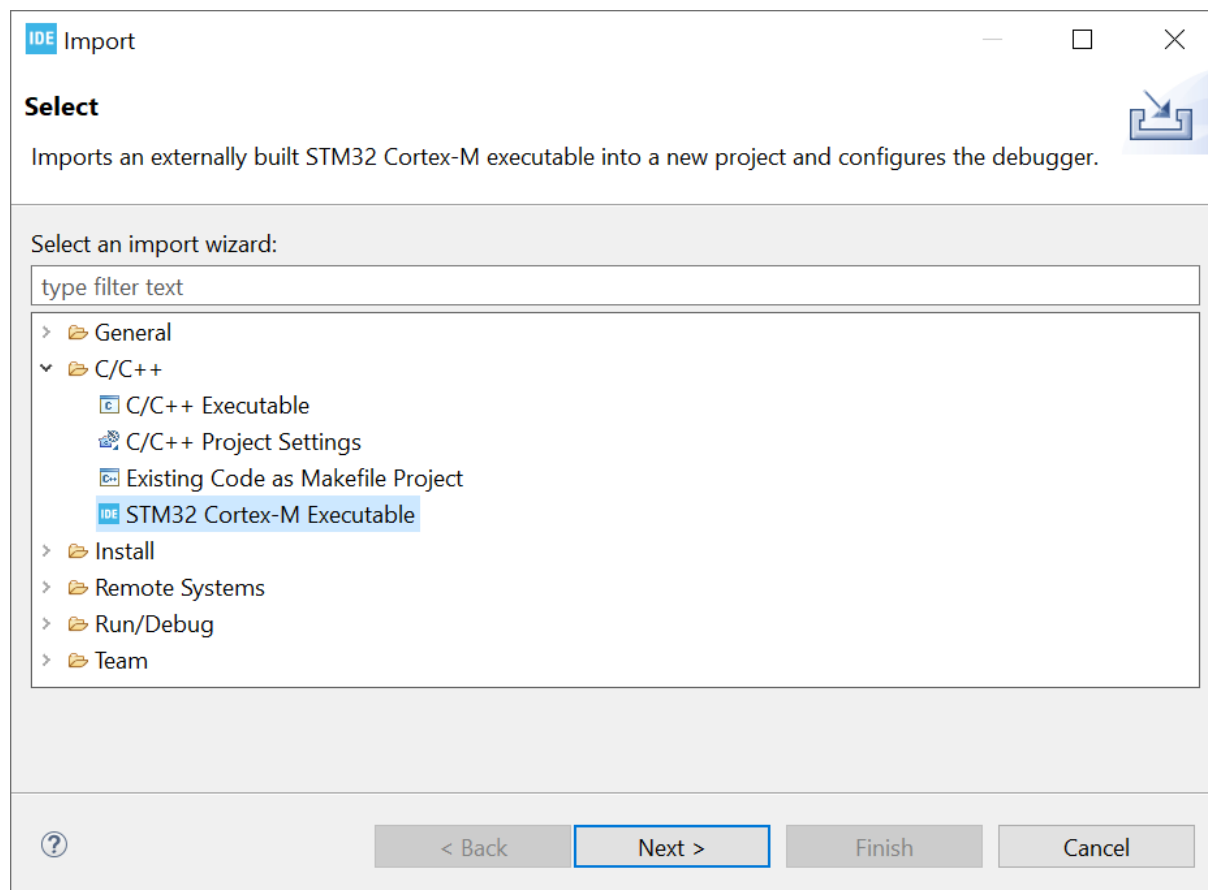 IDE Import
Select
Imports an externally built STM32 Cortex-M executable into a new project and configures the debugger.
Select an import wizard:
type filter text
General
C/C++
C C/C++ Executable
C/C++ Project Settings
C++ Existing Code as Makefile Project
IDE STM32 Cortex-M Executable
Install
Remote Systems
Run/Debug
Team
? < Back Next > Finish Cancel